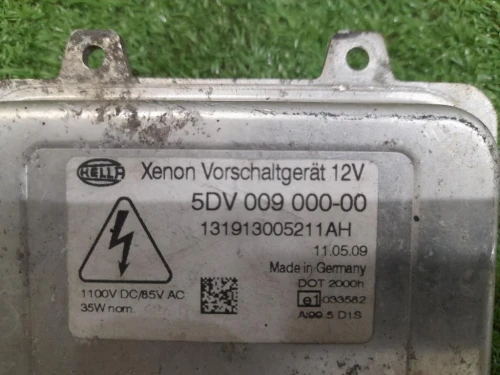 HELLA
Xenon Vorschaltgerät 12V
5DV 009 000-00
131913005211AH
11.05.09
Made in Germany
DOT 2000h
e1 033582
AI99 5 D1S
1100V DC/85V AC
35W nom.